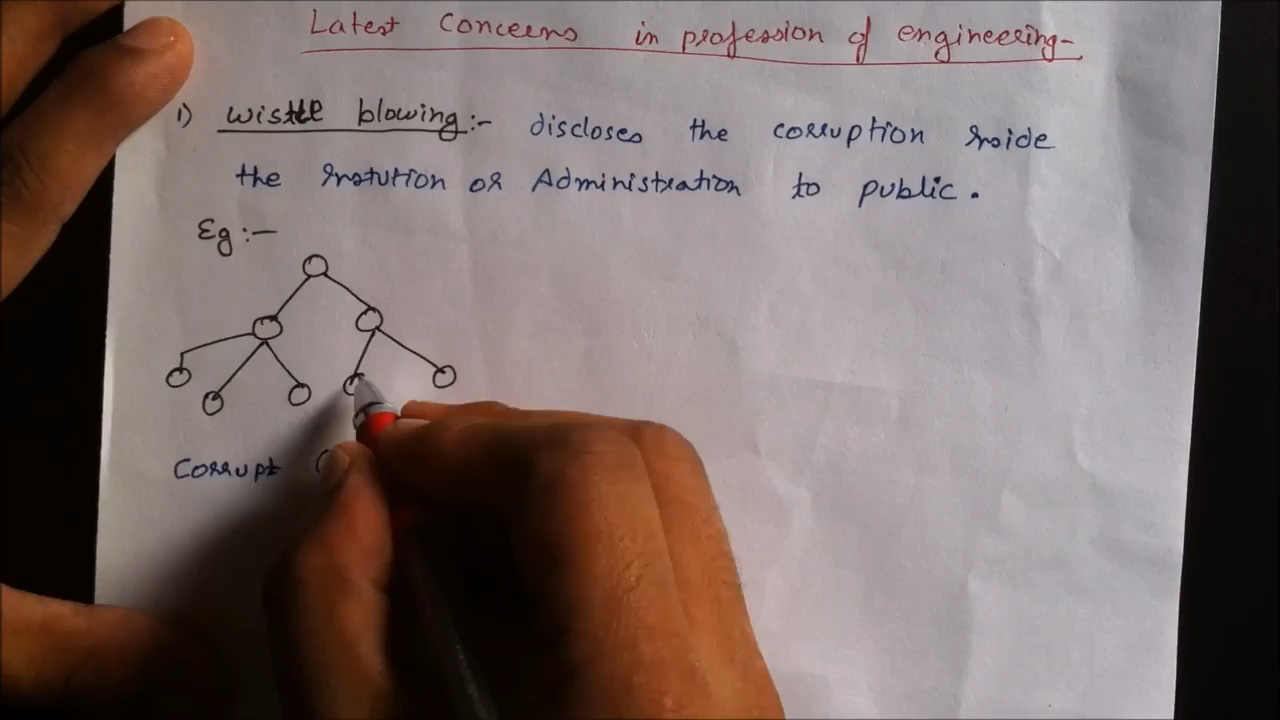 Latest Concerns in profession of engineering-
1) wistle blowing:- discloses the corruption inside
the instution or Administration to public.
Eg:-
Corrupt